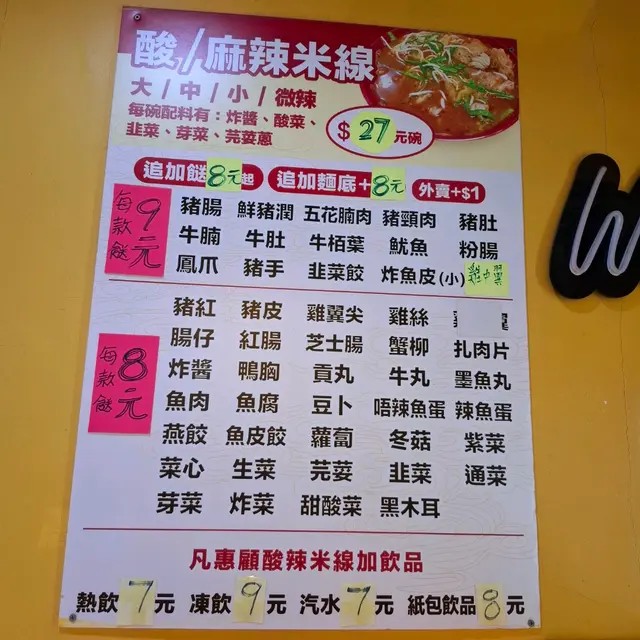 酸/麻辣米線
大/中/小/微辣
每碗配料有：炸醬、酸菜、
韭菜、芽菜、芫荽蔥
$27元碗
追加餸8元起 追加麵底+8元 外賣+$1
每款餸9元
豬腸 鮮豬潤 五花腩肉 豬頸肉 豬肚
牛腩 牛肚 牛栢葉 魷魚 粉腸
鳳爪 豬手 韭菜餃 炸魚皮(小) 雞中翼
每款餸8元
豬紅 豬皮 雞翼尖 雞絲
腸仔 紅腸 芝士腸 蟹柳 扎肉片
炸醬 鴨胸 貢丸 牛丸 墨魚丸
魚肉 魚腐 豆卜 唔辣魚蛋 辣魚蛋
燕餃 魚皮餃 蘿蔔 冬菇 紫菜
菜心 生菜 芫荽 韭菜 通菜
芽菜 炸菜 甜酸菜 黑木耳
凡惠顧酸辣米線加飲品
熱飲7元 凍飲9元 汽水7元 紙包飲品8元